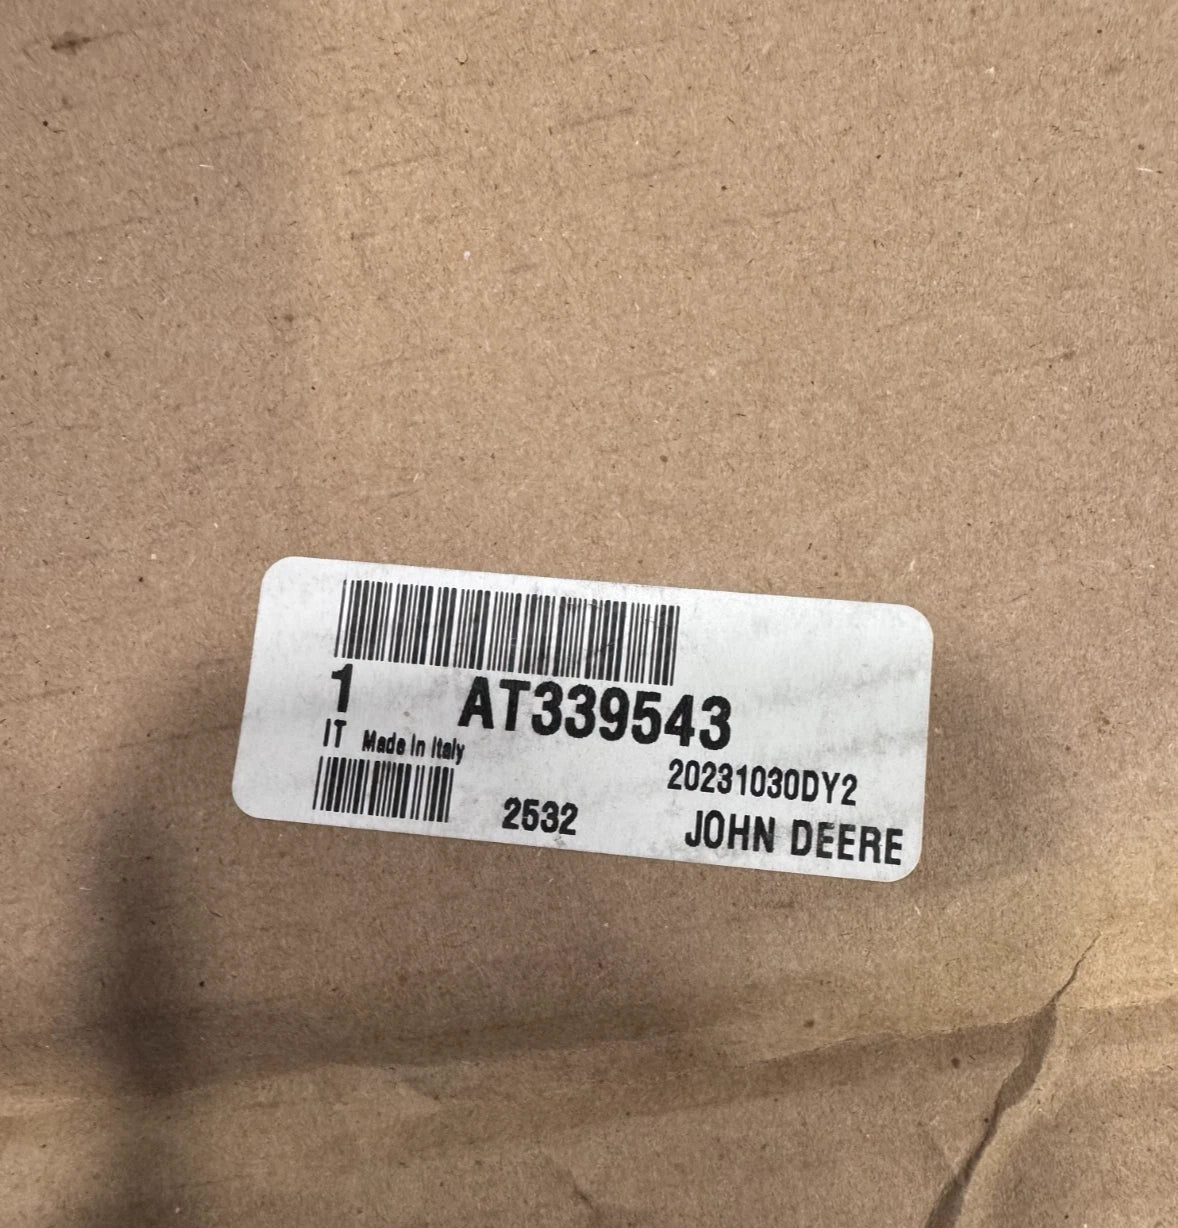 1 AT339543
IT Made In Italy
20231030DY2
2532 JOHN DEERE